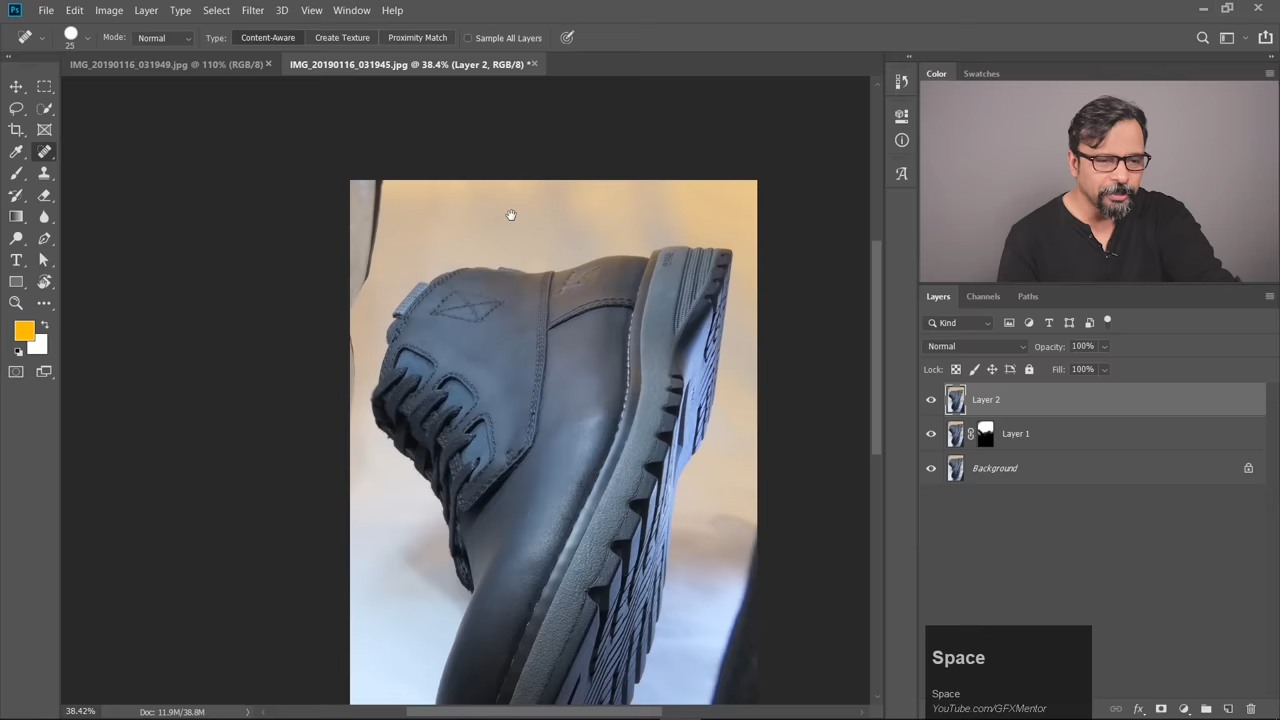 Ps File Edit Image Layer Type Select Filter 3D View Window Help
25 Mode: Normal Type: Content-Aware Create Texture Proximity Match Sample All Layers
IMG_20190116_031949.jpg @ 110% (RGB/8) IMG_20190116_031945.jpg @ 38.4% (Layer 2, RGB/8) *
Color Swatches
Layers Channels Paths
Kind
Normal Opacity: 100%
Lock: Fill: 100%
Layer 2
Layer 1
Background
Space
Space
YouTube.com/GFXMentor
38.42% Doc: 11.9M/38.8M